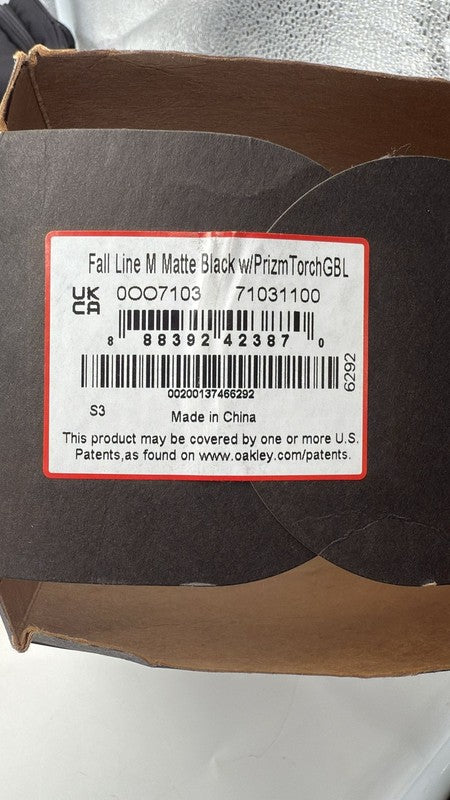 Fall Line M Matte Black w/PrizmTorchGBL
UK
CA
0OO7103 71031100
8 88392 42387 0
00200137466292
6292
S3
Made in China
This product may be covered by one or more U.S.
Patents,as found on www.oakley.com/patents.